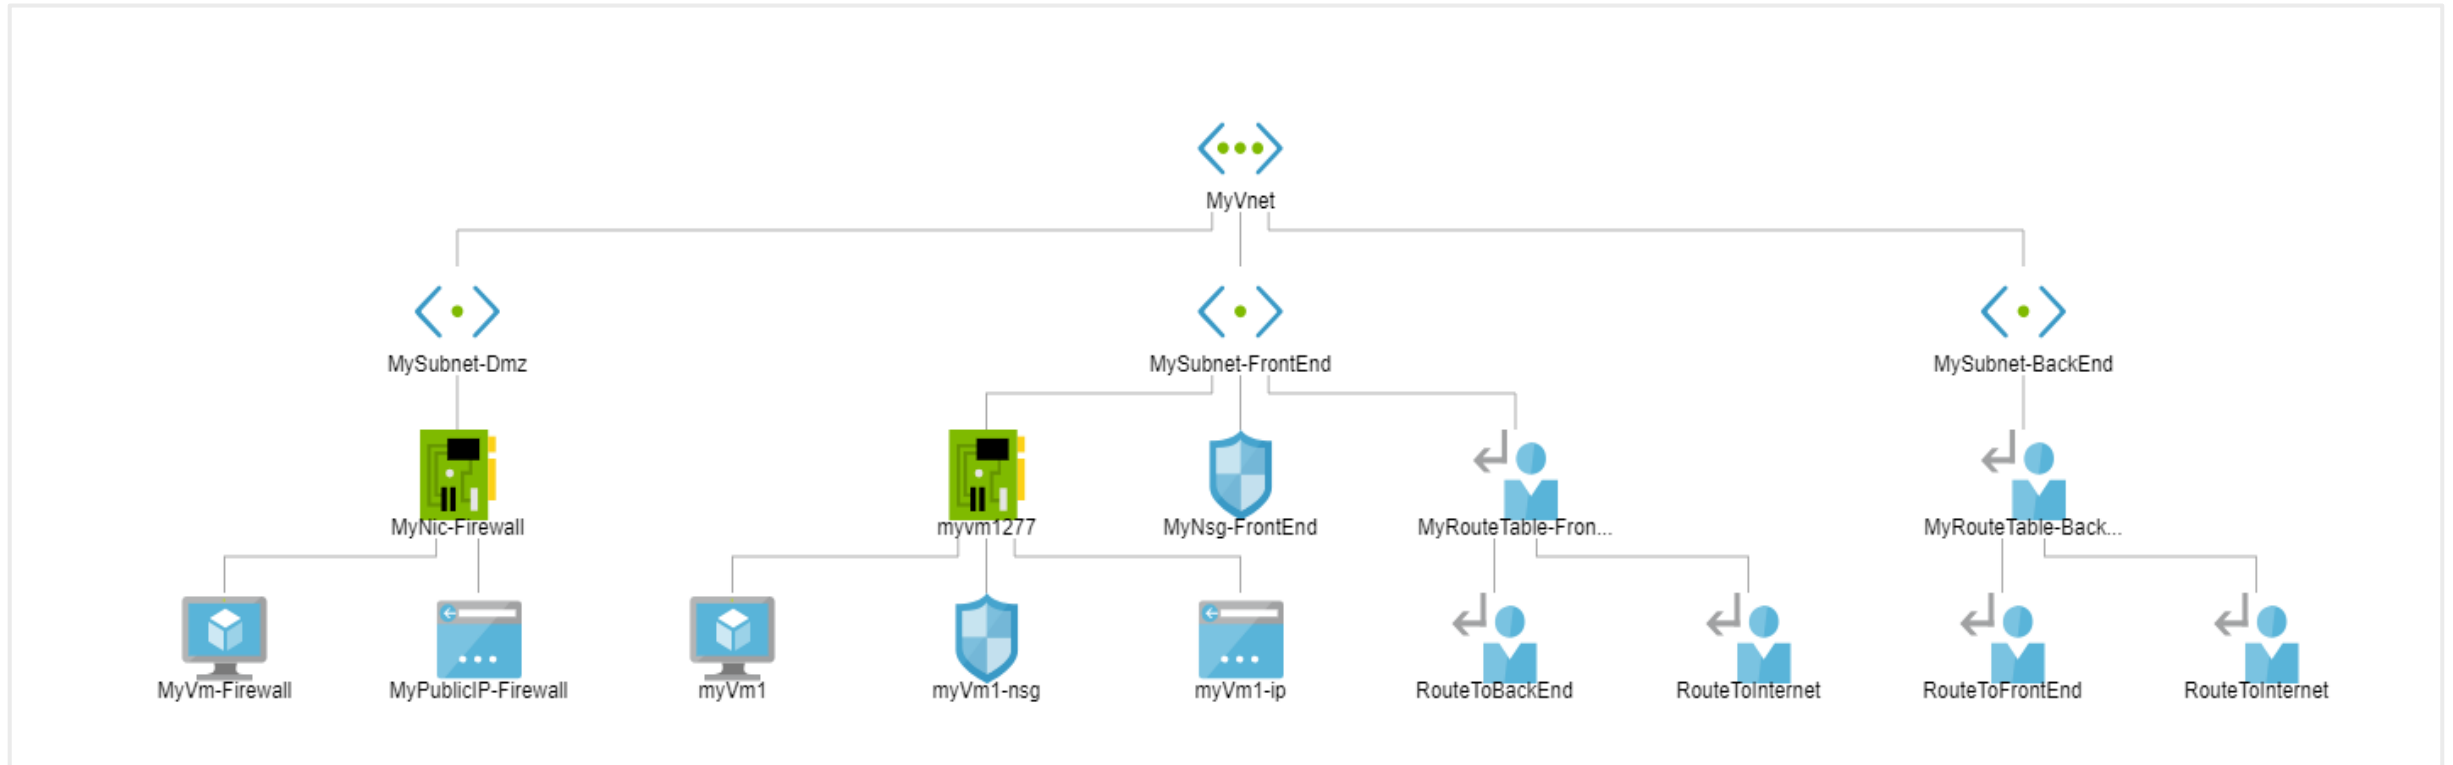 MyVnet
MySubnet-Dmz
MySubnet-FrontEnd
MySubnet-BackEnd
MyNic-Firewall
myvm1277
MyNsg-FrontEnd
MyRouteTable-Fron...
MyRouteTable-Back...
MyVm-Firewall
MyPublicIP-Firewall
myVm1
myVm1-nsg
myVm1-ip
RouteToBackEnd
RouteToInternet
RouteToFrontEnd
RouteToInternet